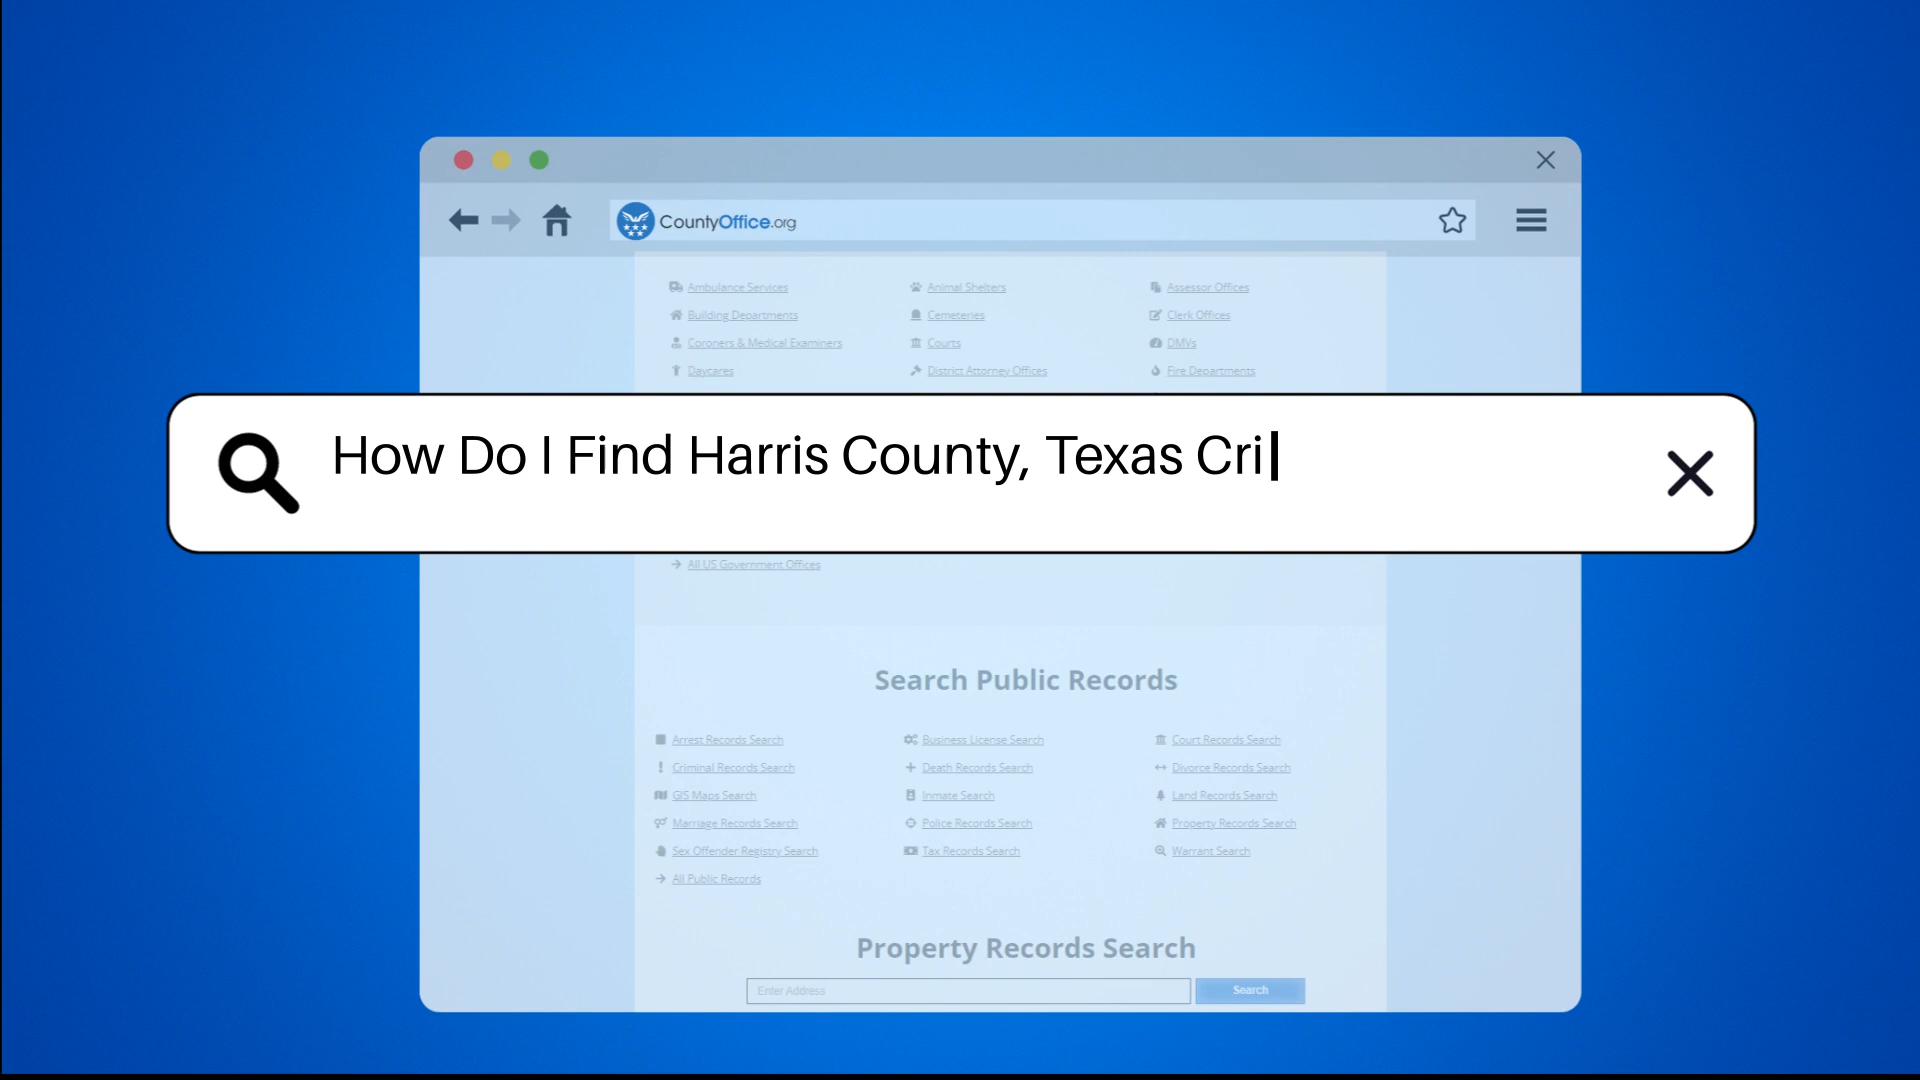 CountyOffice.org
Ambulance Services Animal Shelters Assessor Offices
Building Departments Cemeteries Clerk Offices
Coroners & Medical Examiners Courts DMVs
Daycares District Attorney Offices Fire Departments
How Do I Find Harris County, Texas Cri
All US Government Offices
Search Public Records
Arrest Records Search Business License Search Court Records Search
Criminal Records Search Death Records Search Divorce Records Search
GIS Maps Search Inmate Search Land Records Search
Marriage Records Search Police Records Search Property Records Search
Sex Offender Registry Search Tax Records Search Warrant Search
All Public Records
Property Records Search
Enter Address Search